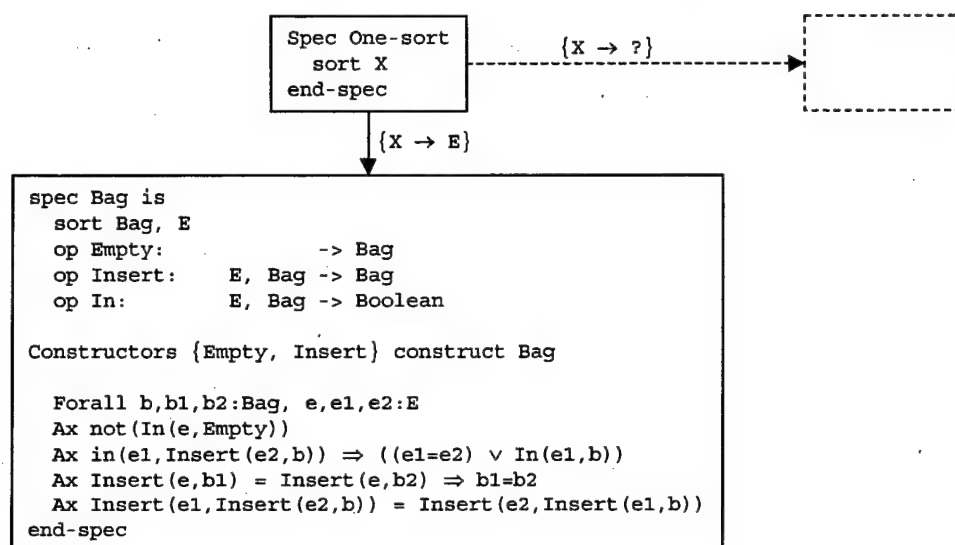 Spec One-sort
sort X
end-spec
{X → ?}
{X → E}
spec Bag is
sort Bag, E
op Empty: -> Bag
op Insert: E, Bag -> Bag
op In: E, Bag -> Boolean
Constructors {Empty, Insert} construct Bag
Forall b,b1,b2:Bag, e,e1,e2:E
Ax not(In(e,Empty))
Ax in(e1,Insert(e2,b)) ⇒ ((e1=e2) ∨ In(e1,b))
Ax Insert(e,b1) = Insert(e,b2) ⇒ b1=b2
Ax Insert(e1,Insert(e2,b)) = Insert(e2,Insert(e1,b))
end-spec